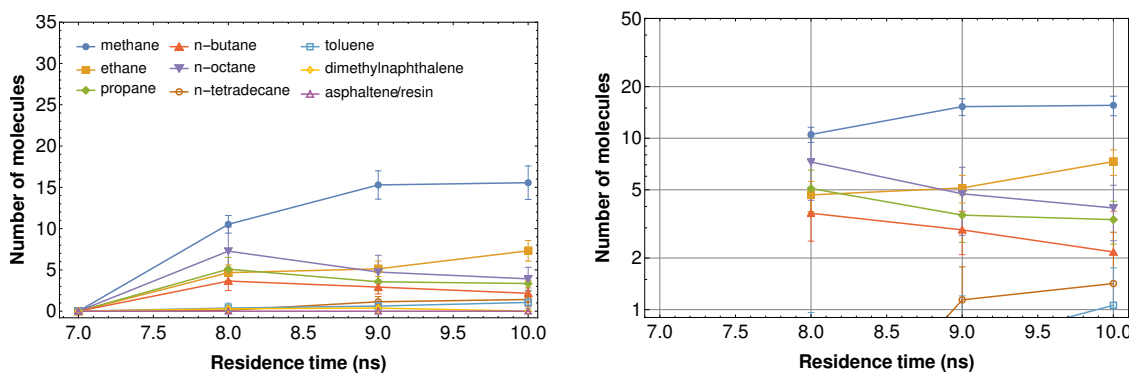 35
30
25
20
15
10
5
0
Number of molecules
methane n-butane toluene
ethane n-octane dimethylnaphthalene
propane n-tetradecane asphaltene/resin
7.0 7.5 8.0 8.5 9.0 9.5 10.0
Residence time (ns)
50
20
10
5
2
1
Number of molecules
7.0 7.5 8.0 8.5 9.0 9.5 10.0
Residence time (ns)